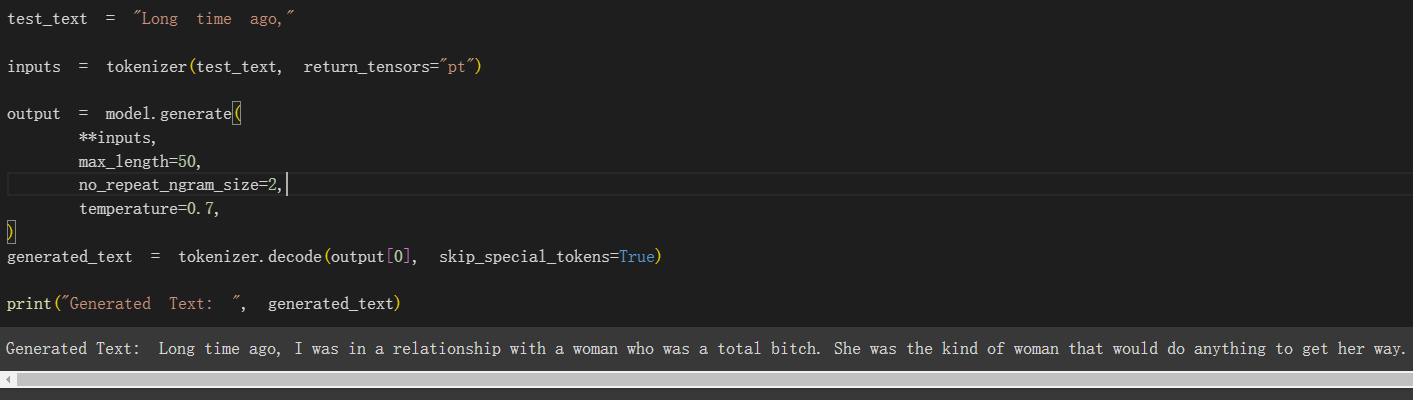 test_text = "Long time ago,"
inputs = tokenizer(test_text, return_tensors="pt")
output = model.generate(
**inputs,
max_length=50,
no_repeat_ngram_size=2,
temperature=0.7,
)
generated_text = tokenizer.decode(output[0], skip_special_tokens=True)
print("Generated Text: ", generated_text)
Generated Text:  Long time ago, I was in a relationship with a woman who was a total bitch. She was the kind of woman that would do anything to get her way.